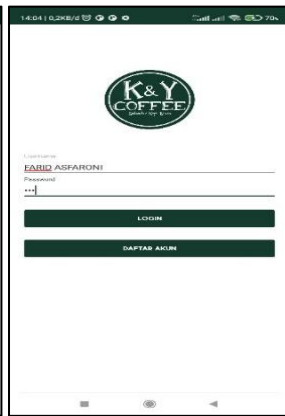 14:04 | 0,2KB/d
70
K&Y
COFFEE
Username
FARID ASFARONI
Password
•••
LOGIN
DAFTAR AKUN